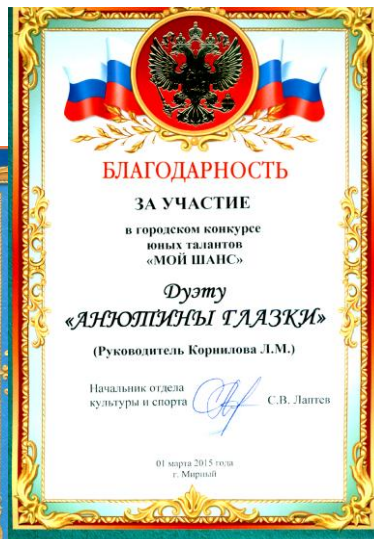 БЛАГОДАРНОСТЬ
ЗА УЧАСТИЕ
в городском конкурсе
юных талантов
«МОЙ ШАНС»
Дуэту
«АНЮТИНЫ ГЛАЗКИ»
(Руководитель Корнилова Л.М.)
Начальник отдела
культуры и спорта С.В. Лаптев
01 марта 2015 года
г. Мирный